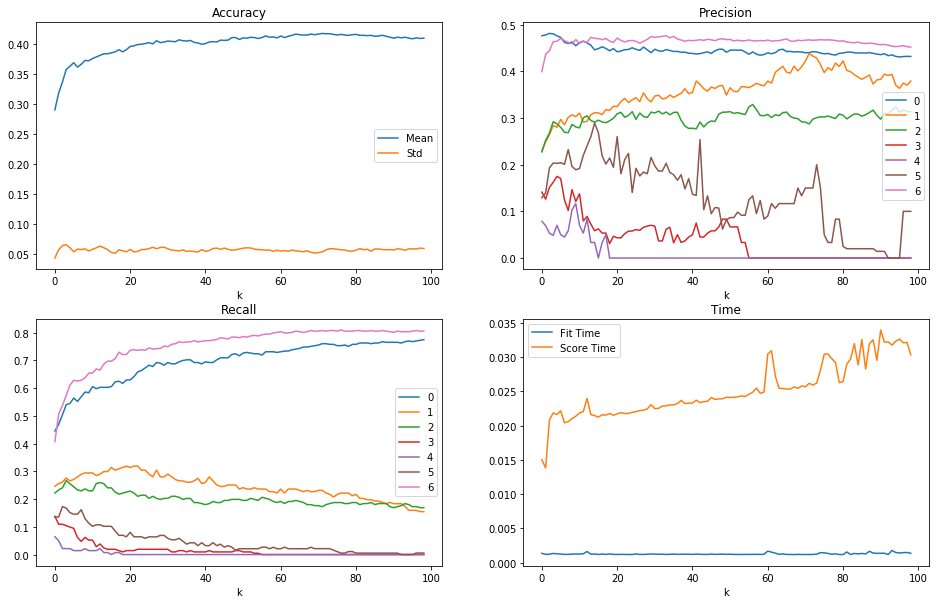 Accuracy
0.40
0.35
0.30
0.25
0.20
0.15
0.10
0.05
0 20 40 60 80 100
k
Mean
Std
Precision
0.5
0.4
0.3
0.2
0.1
0.0
0 20 40 60 80 100
k
0
1
2
3
4
5
6
Recall
0.8
0.7
0.6
0.5
0.4
0.3
0.2
0.1
0.0
0 20 40 60 80 100
k
0
1
2
3
4
5
6
Time
0.035
0.030
0.025
0.020
0.015
0.010
0.005
0.000
0 20 40 60 80 100
k
Fit Time
Score Time